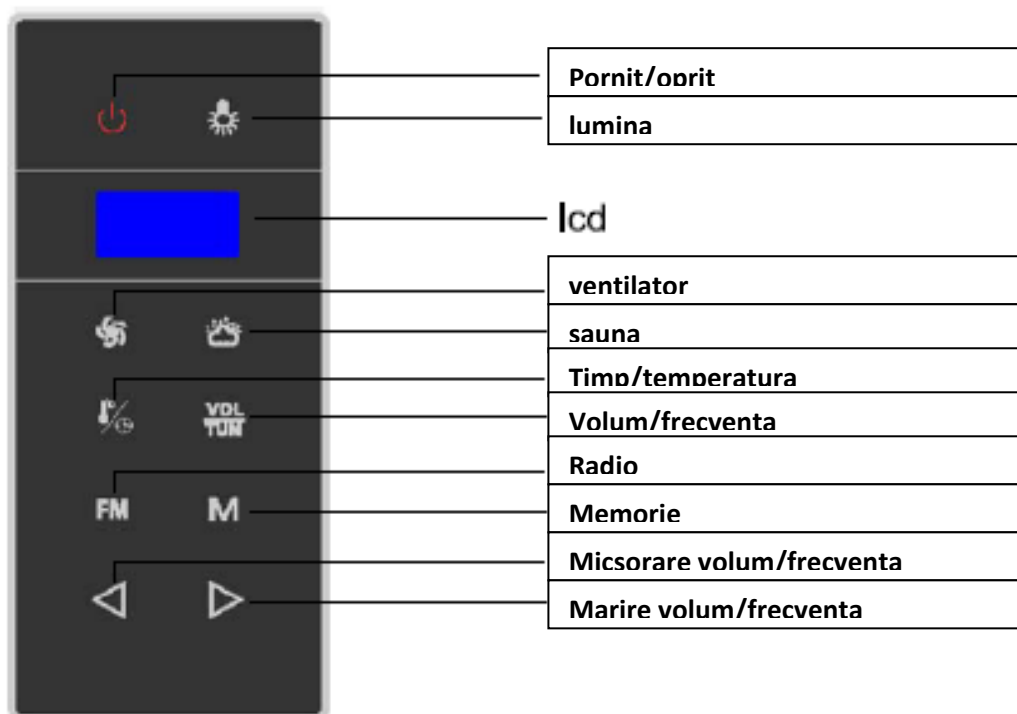 Pornit/oprit
lumina
lcd
ventilator
sauna
Timp/temperatura
VOL
TUN
Volum/frecventa
FM
Radio
M
Memorie
Micsorare volum/frecventa
Marire volum/frecventa